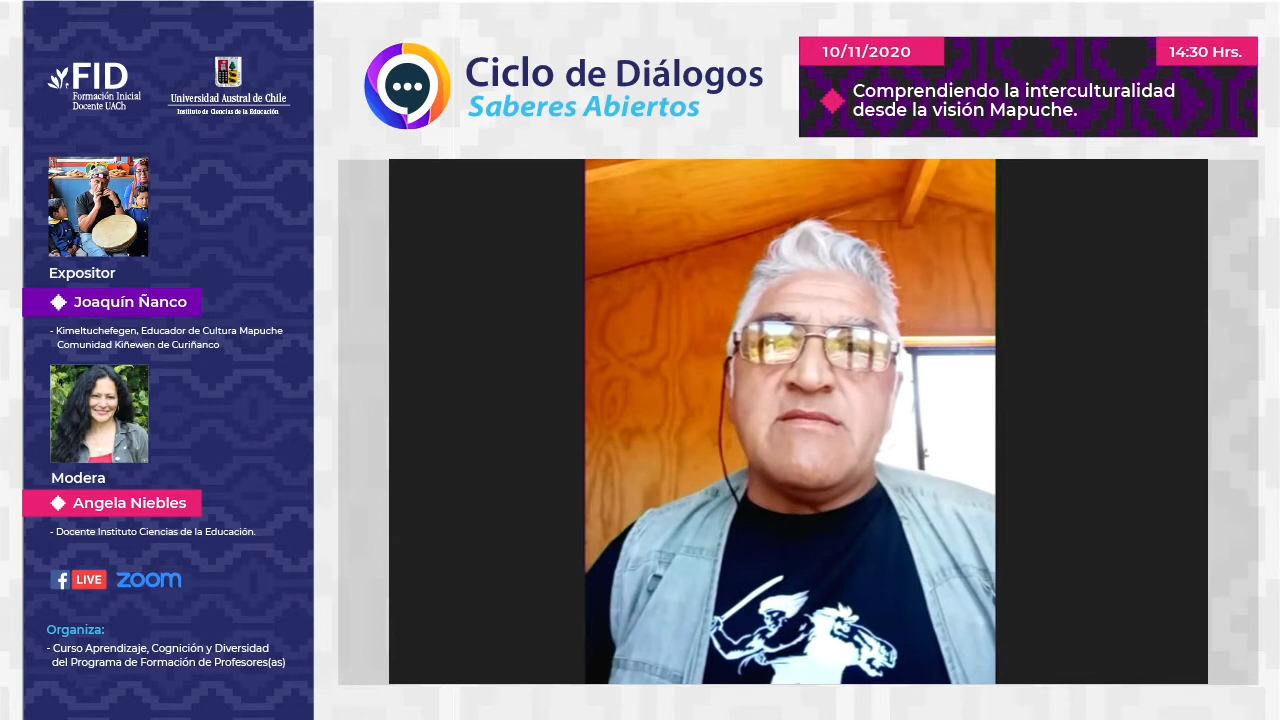 FID
Formación Inicial
Docente UACh
Universidad Austral de Chile
Instituto de Ciencias de la Educación
Expositor
Joaquín Ñanco
- Kimeltuchefegen, Educador de Cultura Mapuche
Comunidad Kiñewen de Curiñanco
Modera
Angela Niebles
- Docente Instituto Ciencias de la Educación.
f LIVE zoom
Organiza:
- Curso Aprendizaje, Cognición y Diversidad
del Programa de Formación de Profesores(as)
Ciclo de Diálogos
Saberes Abiertos
10/11/2020
14:30 Hrs.
Comprendiendo la interculturalidad
desde la visión Mapuche.